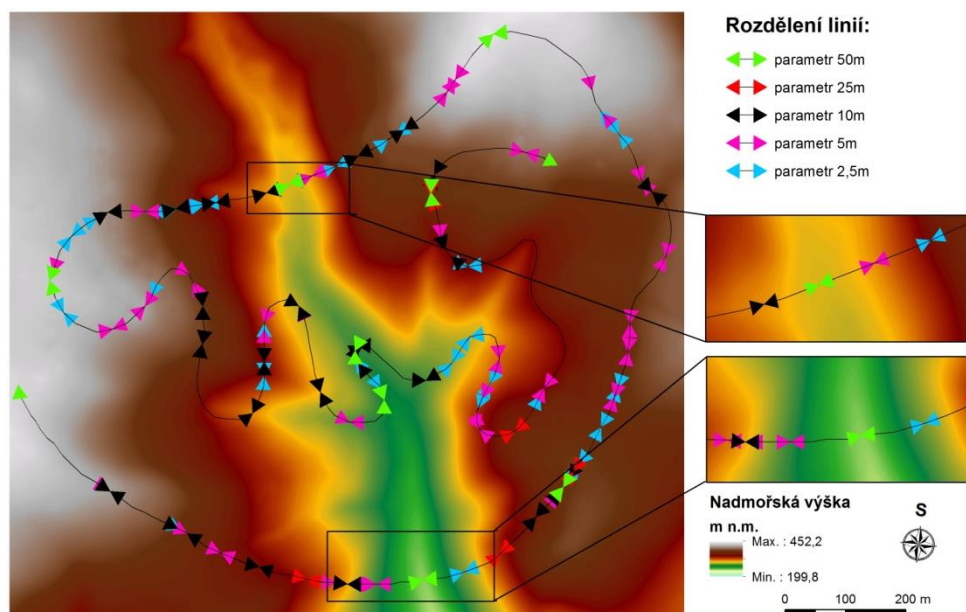 Rozdělení linií:
parametr 50m
parametr 25m
parametr 10m
parametr 5m
parametr 2,5m
Nadmořská výška
m n.m.
Max. : 452,2
Min. : 199,8
S
0 100 200 m